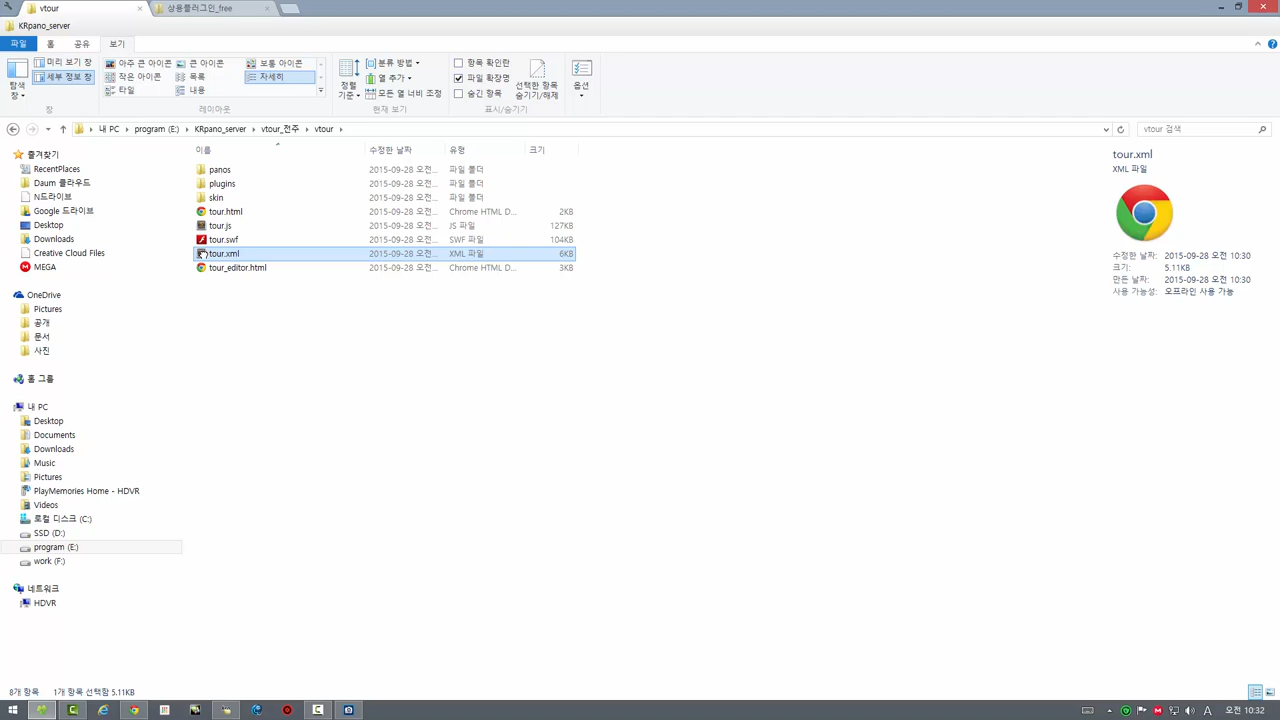 vtour
상용플러그인_free
KRpano_server
파일
홈
공유
보기
미리 보기 창
세부 정보 창
탐색
창
창
아주 큰 아이콘
큰 아이콘
보통 아이콘
작은 아이콘
목록
자세히
타일
내용
레이아웃
정렬
기준
분류 방법
열 추가
모든 열 너비 조정
현재 보기
항목 확인란
파일 확장명
숨긴 항목
선택한 항목
숨기기/해제
표시/숨기기
옵션
내 PC
program (E:)
KRpano_server
vtour_전주
vtour
vtour 검색
이름
수정한 날짜
유형
크기
panos 2015-09-28 오전... 파일 폴더
plugins 2015-09-28 오전... 파일 폴더
skin 2015-09-28 오전... 파일 폴더
tour.html 2015-09-28 오전... Chrome HTML D... 2KB
tour.js 2015-09-28 오전... JS 파일 127KB
tour.swf 2015-09-28 오전... SWF 파일 104KB
tour.xml 2015-09-28 오전... XML 파일 6KB
tour_editor.html 2015-09-28 오전... Chrome HTML D... 3KB
즐겨찾기
RecentPlaces
Daum 클라우드
N드라이브
Google 드라이브
Desktop
Downloads
Creative Cloud Files
MEGA
OneDrive
Pictures
공개
문서
사진
홈 그룹
내 PC
Desktop
Documents
Downloads
Music
Pictures
PlayMemories Home - HDVR
Videos
로컬 디스크 (C:)
SSD (D:)
program (E:)
work (F:)
네트워크
HDVR
tour.xml
XML 파일
수정한 날짜: 2015-09-28 오전 10:30
크기: 5.11KB
만든 날짜: 2015-09-28 오전 10:30
사용 가능성: 오프라인 사용 가능
8개 항목
1개 항목 선택함 5.11KB
A
오전 10:32